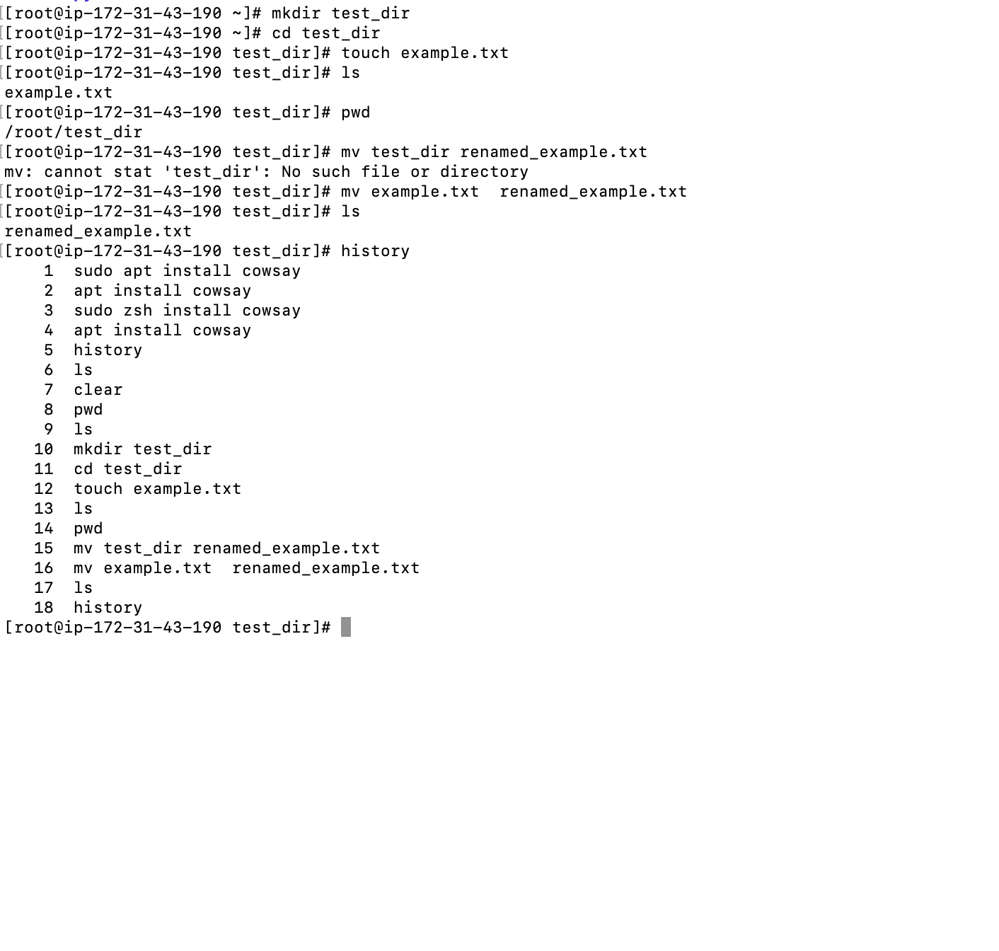 [[root@ip-172-31-43-190 ~]# mkdir test_dir
[[root@ip-172-31-43-190 ~]# cd test_dir
[[root@ip-172-31-43-190 test_dir]# touch example.txt
[[root@ip-172-31-43-190 test_dir]# ls
example.txt
[[root@ip-172-31-43-190 test_dir]# pwd
/root/test_dir
[[root@ip-172-31-43-190 test_dir]# mv test_dir renamed_example.txt
mv: cannot stat 'test_dir': No such file or directory
[[root@ip-172-31-43-190 test_dir]# mv example.txt  renamed_example.txt
[[root@ip-172-31-43-190 test_dir]# ls
renamed_example.txt
[[root@ip-172-31-43-190 test_dir]# history
    1  sudo apt install cowsay
    2  apt install cowsay
    3  sudo zsh install cowsay
    4  apt install cowsay
    5  history
    6  ls
    7  clear
    8  pwd
    9  ls
   10  mkdir test_dir
   11  cd test_dir
   12  touch example.txt
   13  ls
   14  pwd
   15  mv test_dir renamed_example.txt
   16  mv example.txt  renamed_example.txt
   17  ls
   18  history
[root@ip-172-31-43-190 test_dir]#